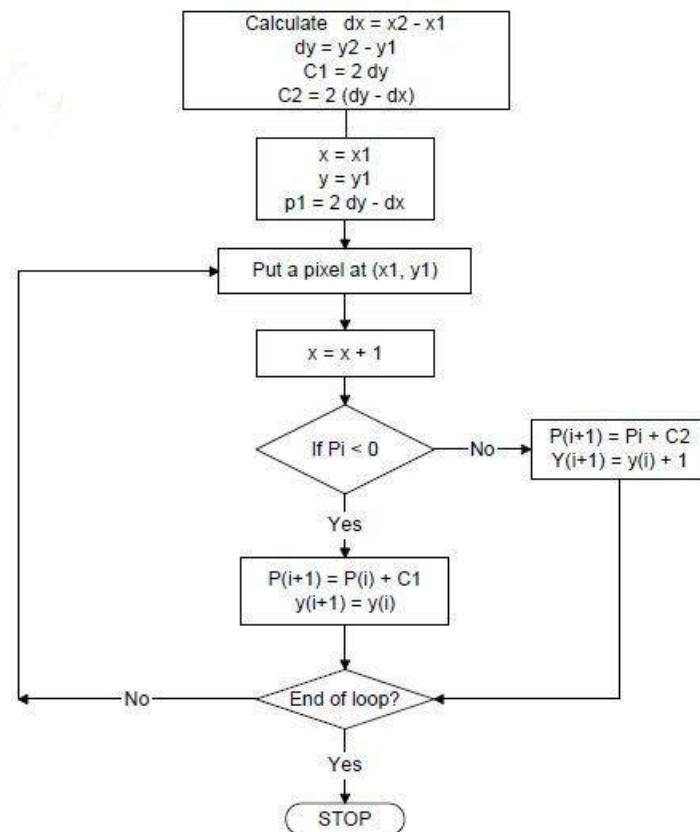 Calculate dx = x2 - x1
dy = y2 - y1
C1 = 2 dy
C2 = 2 (dy - dx)
x = x1
y = y1
p1 = 2 dy - dx
Put a pixel at (x1, y1)
x = x + 1
If Pi < 0
No
P(i+1) = Pi + C2
Y(i+1) = y(i) + 1
Yes
P(i+1) = P(i) + C1
y(i+1) = y(i)
End of loop?
No
Yes
STOP